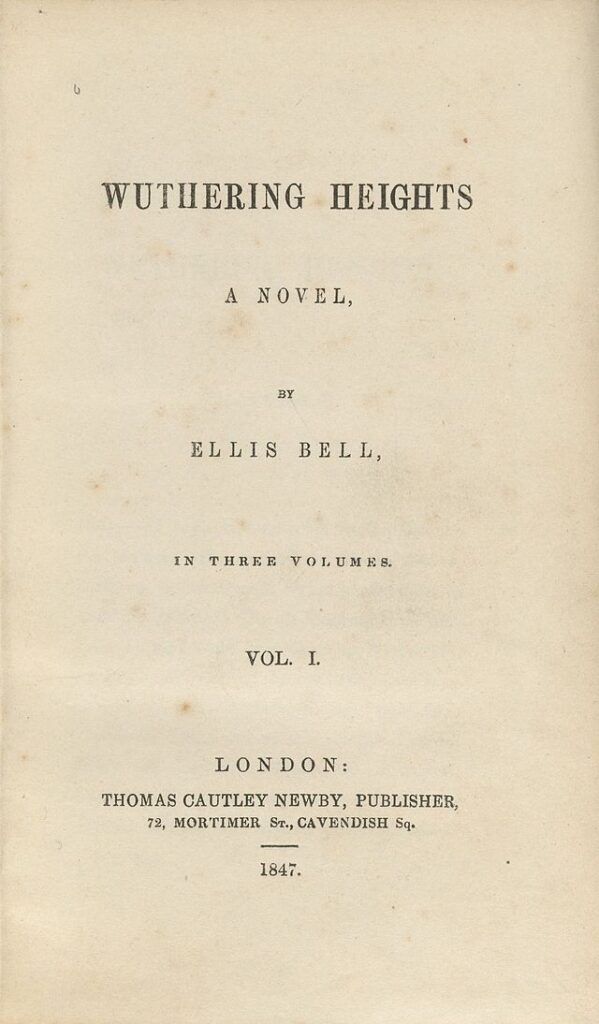 WUTHERING HEIGHTS
A NOVEL,
BY
ELLIS BELL,
IN THREE VOLUMES.
VOL. I.
LONDON:
THOMAS CAUTLEY NEWBY, PUBLISHER,
72, MORTIMER ST., CAVENDISH Sq.
1847.